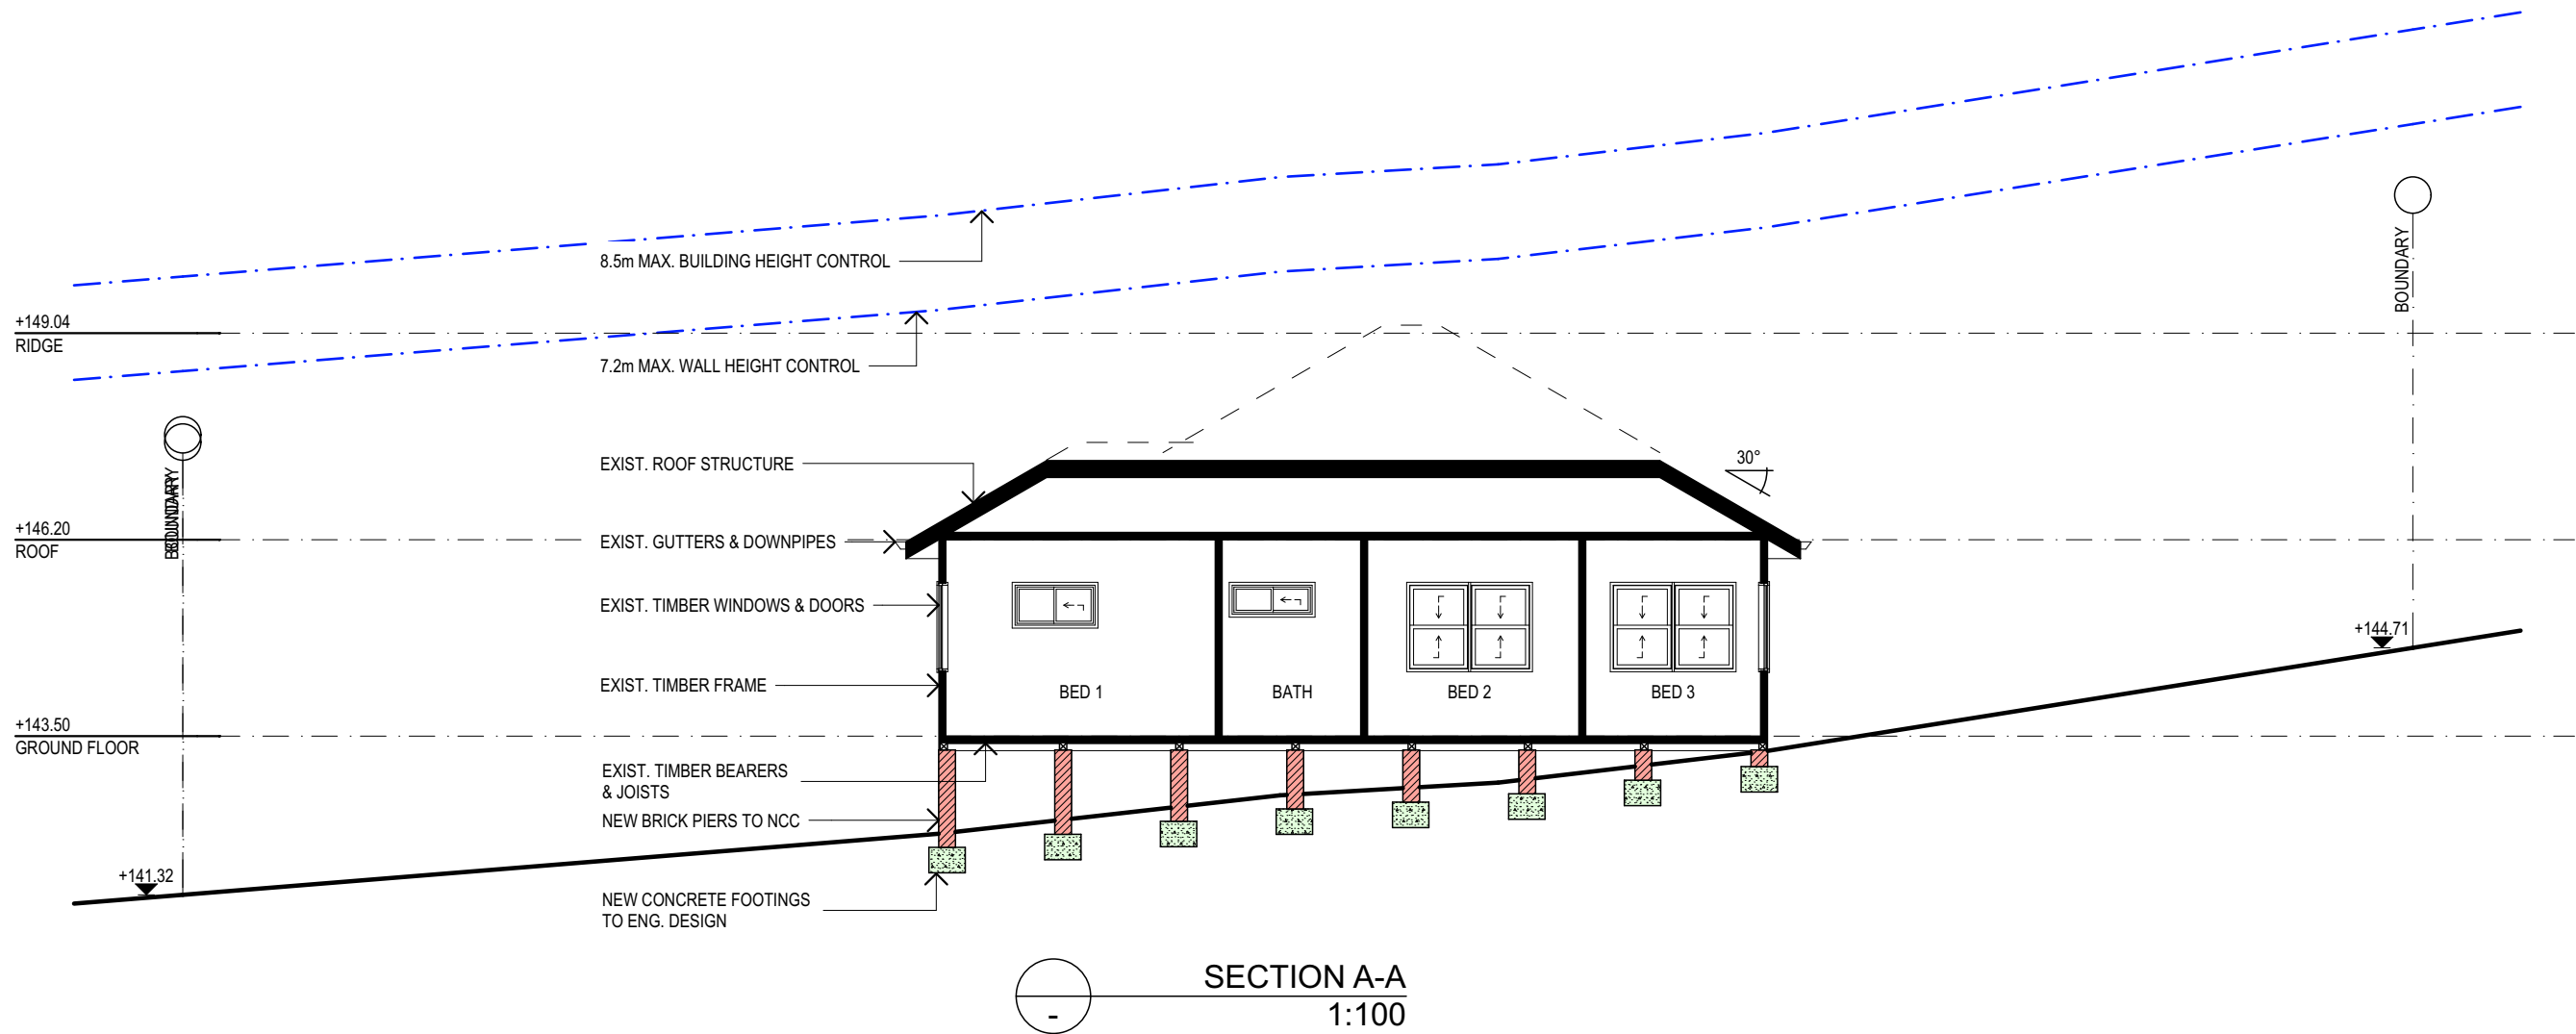 8.5m MAX. BUILDING HEIGHT CONTROL
BOUNDARY
+149.04
RIDGE
7.2m MAX. WALL HEIGHT CONTROL
EXIST. ROOF STRUCTURE
30°
BOUNDARY
+146.20
ROOF
EXIST. GUTTERS & DOWNPIPES
EXIST. TIMBER WINDOWS & DOORS
+144.71
EXIST. TIMBER FRAME
BED 1
BATH
BED 2
BED 3
+143.50
GROUND FLOOR
EXIST. TIMBER BEARERS
& JOISTS
NEW BRICK PIERS TO NCC
+141.32
NEW CONCRETE FOOTINGS
TO ENG. DESIGN
SECTION A-A
-
1:100